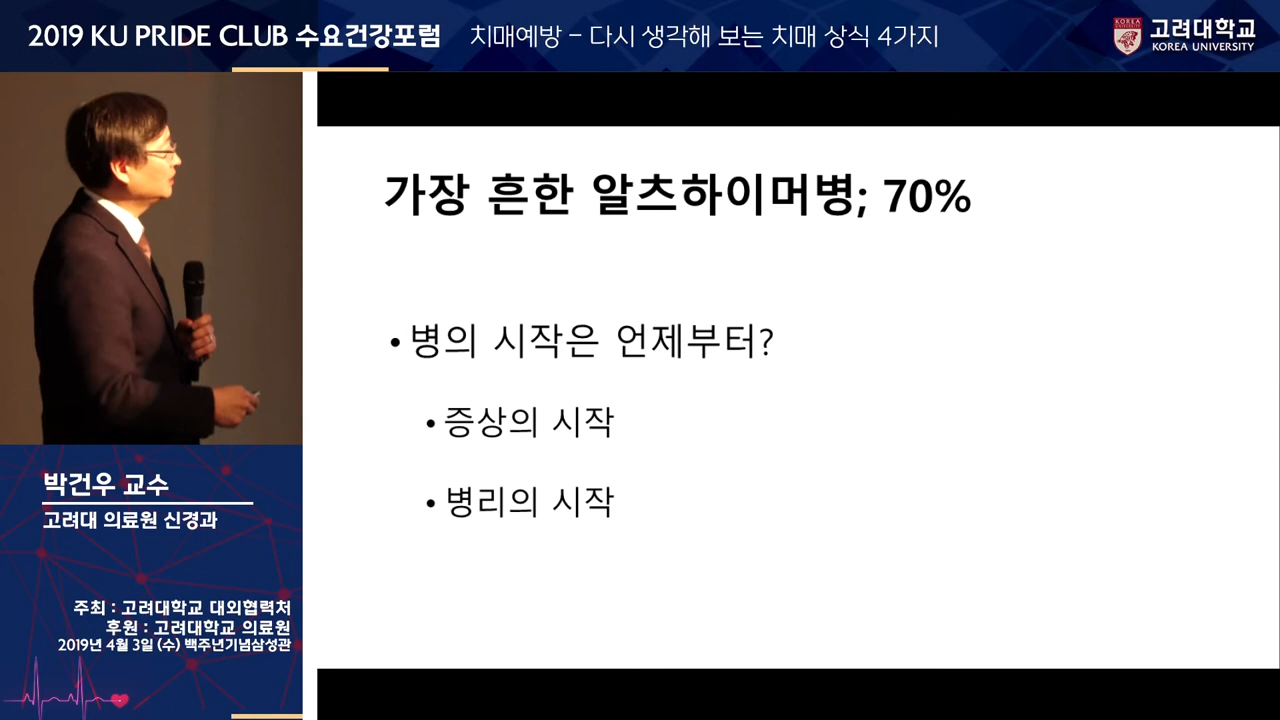 2019 KU PRIDE CLUB 수요건강포럼 치매예방 – 다시 생각해 보는 치매 상식 4가지
KOREA
UNIVERSITY
고려대학교
KOREA UNIVERSITY
가장 흔한 알츠하이머병; 70%
• 병의 시작은 언제부터?
• 증상의 시작
• 병리의 시작
박건우 교수
고려대 의료원 신경과
주최 : 고려대학교 대외협력처
후원 : 고려대학교 의료원
2019년 4월 3일 (수) 백주년기념삼성관